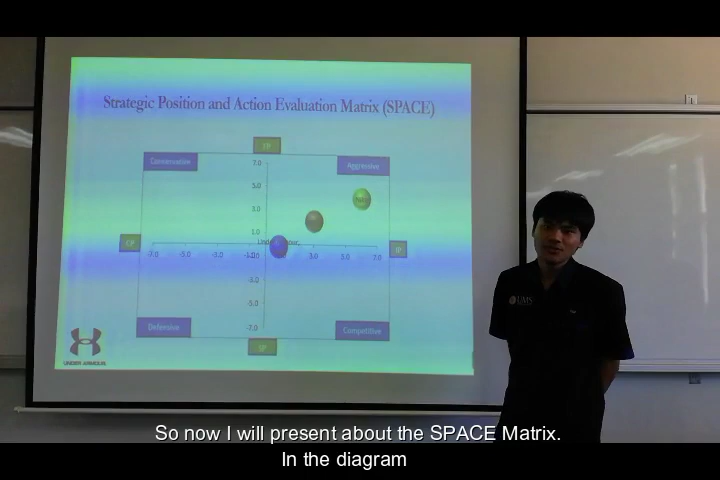 Strategic Position and Action Evaluation Matrix (SPACE)
FP
Conservative
Aggressive
7.0
5.0
3.0
1.0
CP
IP
-7.0 -5.0 -3.0 -1.0 3.0 5.0 7.0
-3.0
-5.0
-7.0
Defensive
Competitive
SP
UNDER ARMOUR
UMS
So now I will present about the SPACE Matrix.
In the diagram